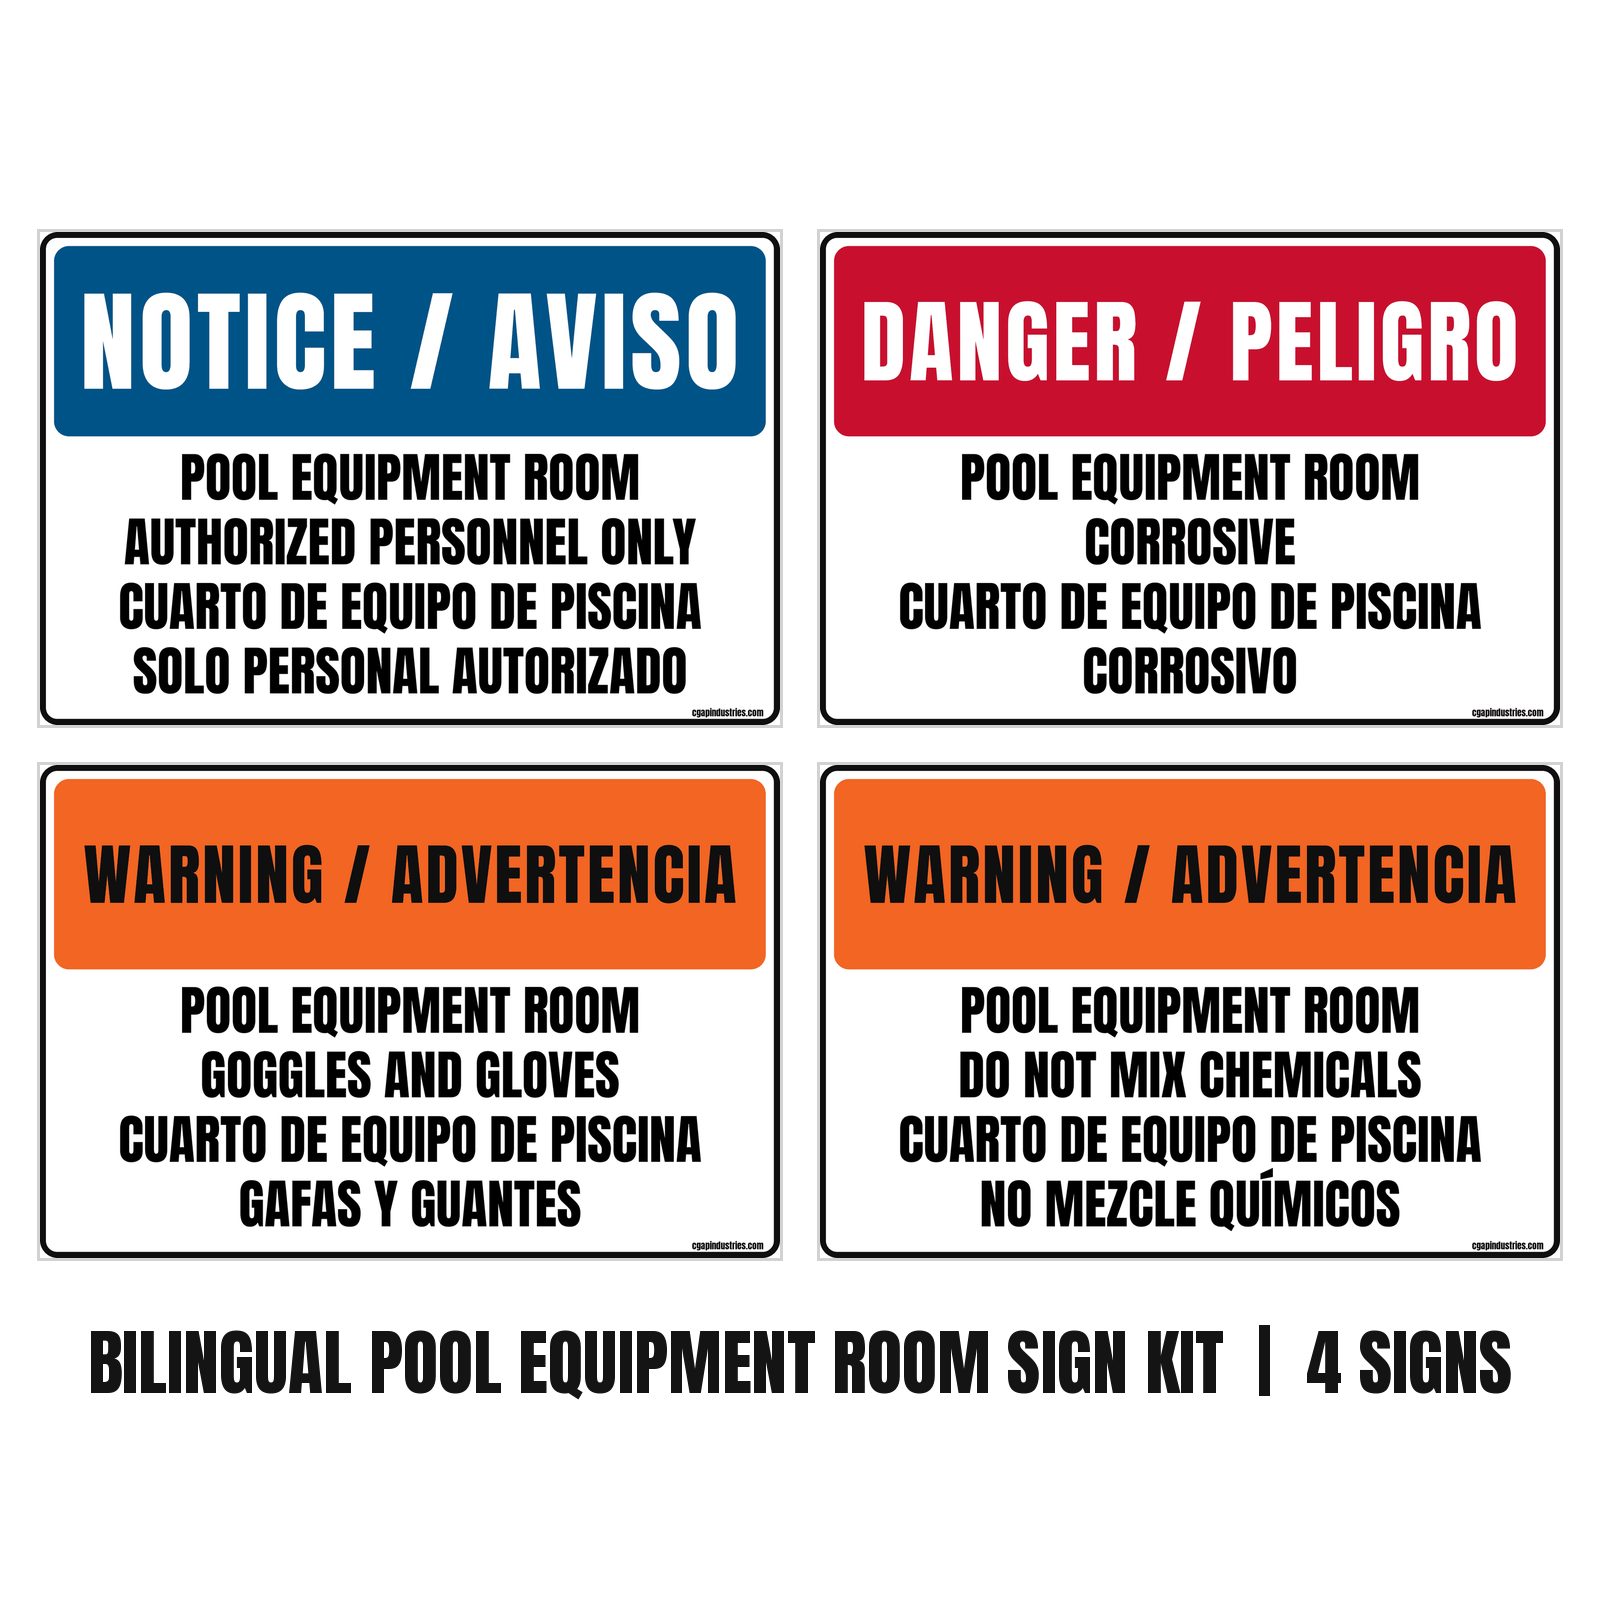 NOTICE / AVISO
POOL EQUIPMENT ROOM
AUTHORIZED PERSONNEL ONLY
CUARTO DE EQUIPO DE PISCINA
SOLO PERSONAL AUTORIZADO
cgapindustries.com
DANGER / PELIGRO
POOL EQUIPMENT ROOM
CORROSIVE
CUARTO DE EQUIPO DE PISCINA
CORROSIVO
cgapindustries.com
WARNING / ADVERTENCIA
POOL EQUIPMENT ROOM
GOGGLES AND GLOVES
CUARTO DE EQUIPO DE PISCINA
GAFAS Y GUANTES
cgapindustries.com
WARNING / ADVERTENCIA
POOL EQUIPMENT ROOM
DO NOT MIX CHEMICALS
CUARTO DE EQUIPO DE PISCINA
NO MEZCLE QUÍMICOS
cgapindustries.com
BILINGUAL POOL EQUIPMENT ROOM SIGN KIT | 4 SIGNS